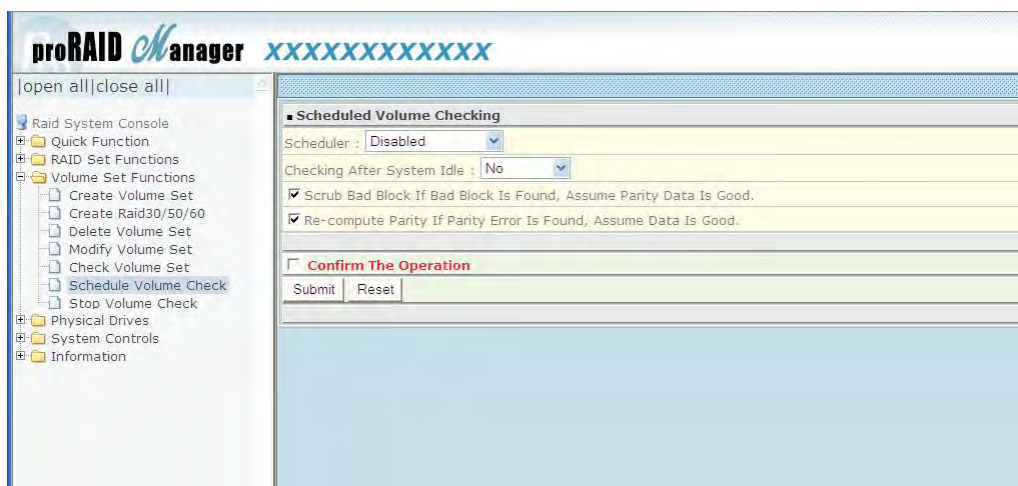 proRAID Manager XXXXXXXXXXXX
|open all|close all|
Raid System Console
Quick Function
RAID Set Functions
Volume Set Functions
Create Volume Set
Create Raid30/50/60
Delete Volume Set
Modify Volume Set
Check Volume Set
Schedule Volume Check
Stop Volume Check
Physical Drives
System Controls
Information
Scheduled Volume Checking
Scheduler : Disabled
Checking After System Idle : No
Scrub Bad Block If Bad Block Is Found, Assume Parity Data Is Good.
Re-compute Parity If Parity Error Is Found, Assume Data Is Good.
Confirm The Operation
Submit Reset